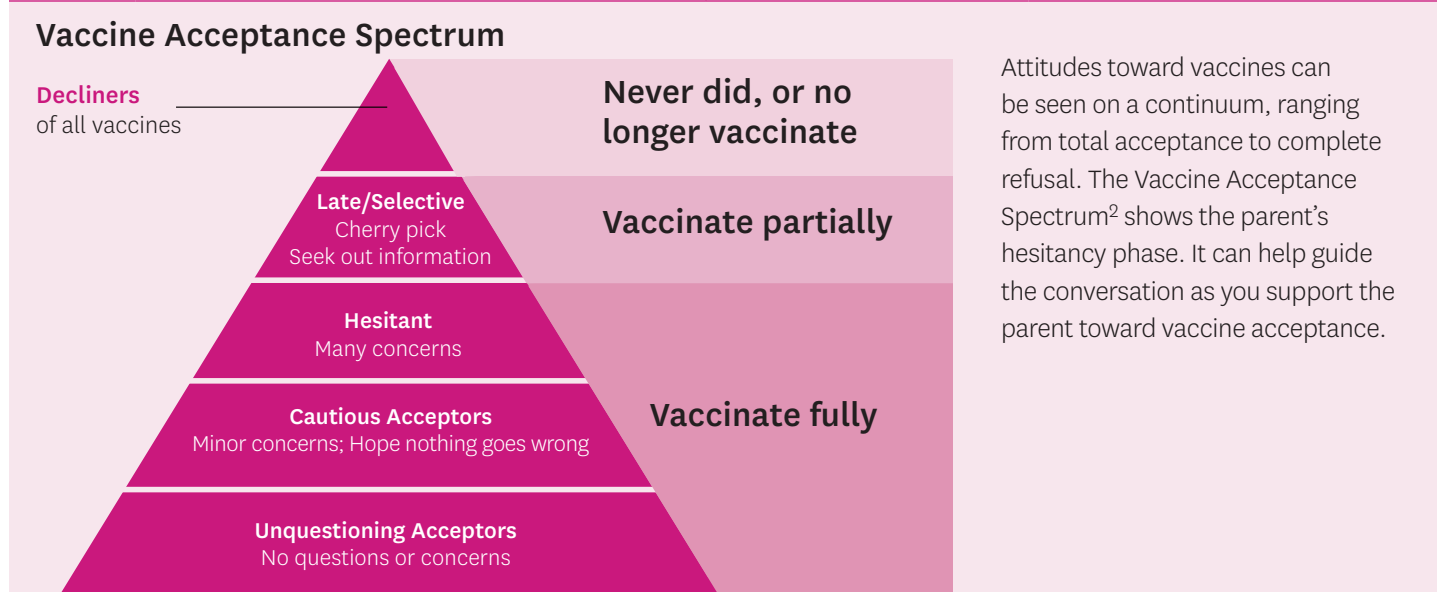 Vaccine Acceptance Spectrum
Decliners
of all vaccines
Never did, or no
longer vaccinate
Late/Selective
Cherry pick
Seek out information
Vaccinate partially
Hesitant
Many concerns
Cautious Acceptors
Minor concerns; Hope nothing goes wrong
Vaccinate fully
Unquestioning Acceptors
No questions or concerns
Attitudes toward vaccines can
be seen on a continuum, ranging
from total acceptance to complete
refusal. The Vaccine Acceptance
Spectrum² shows the parent’s
hesitancy phase. It can help guide
the conversation as you support the
parent toward vaccine acceptance.